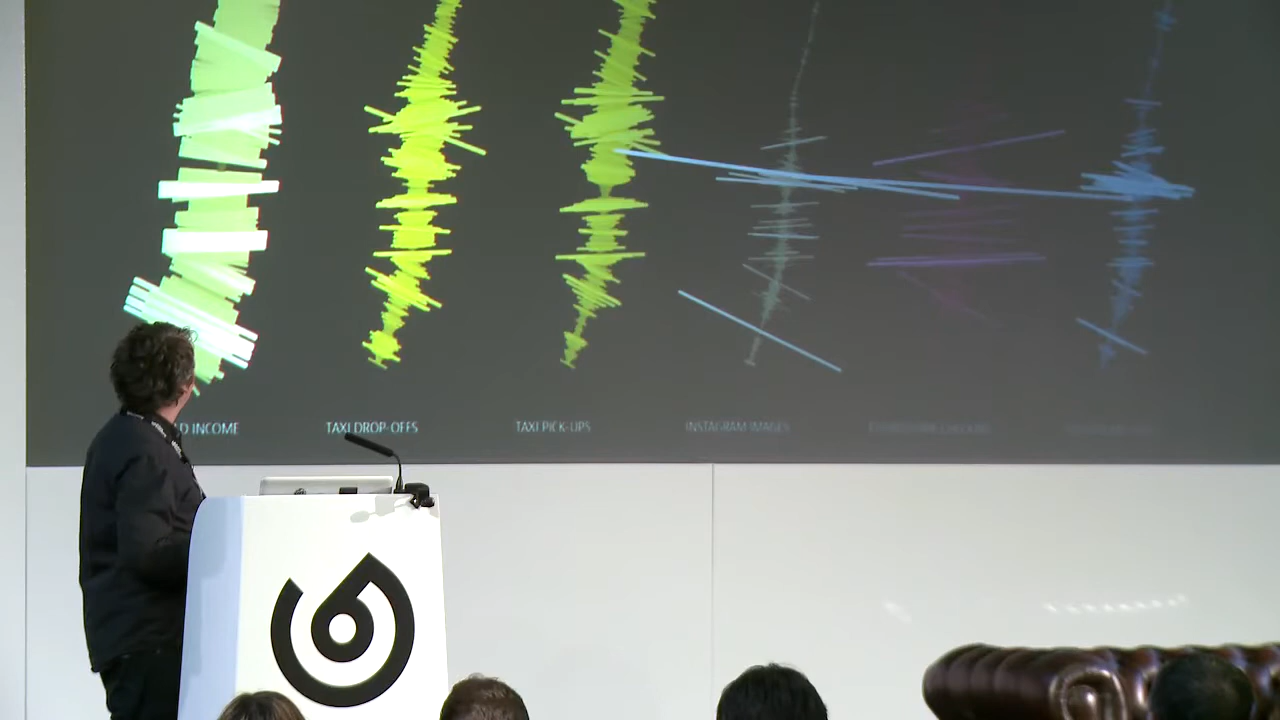 D INCOME
TAXI DROP-OFFS
TAXI PICK-UPS
INSTAGRAM IMAGES